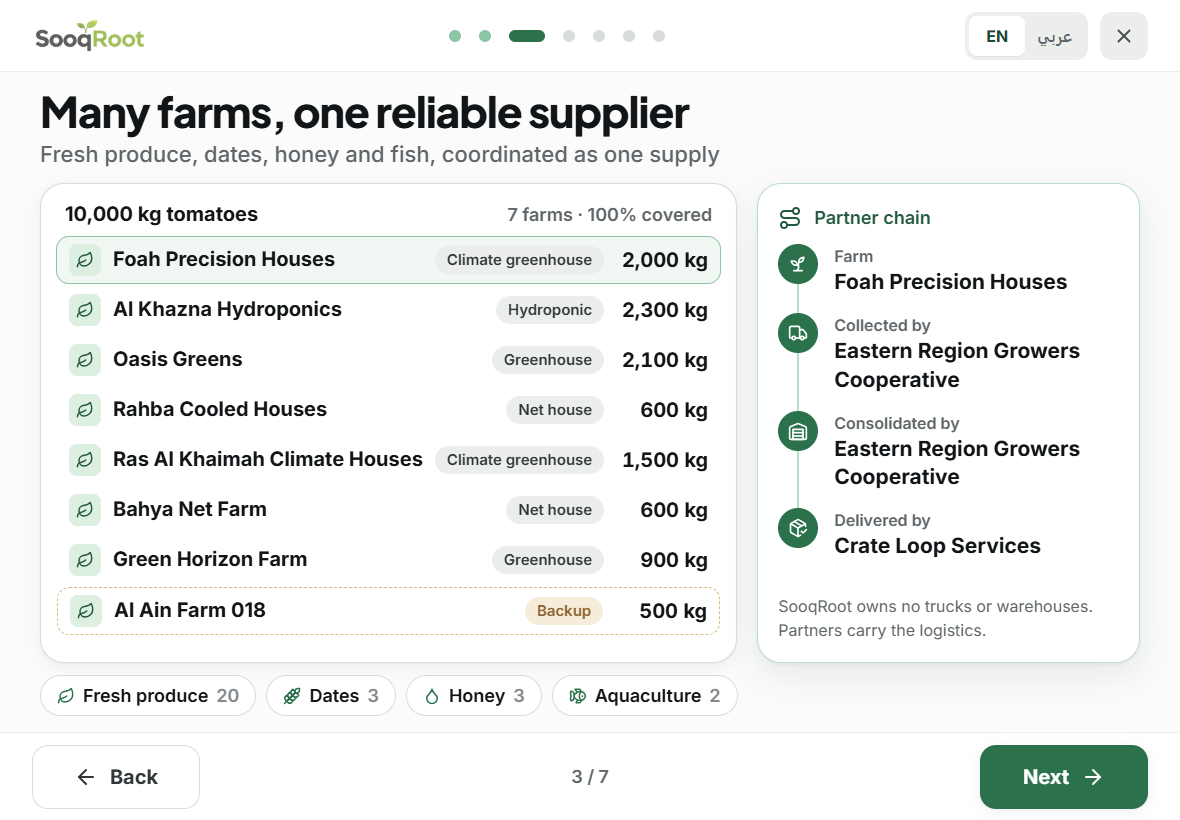 SooqRoot
EN
عربي
Many farms, one reliable supplier
Fresh produce, dates, honey and fish, coordinated as one supply
10,000 kg tomatoes
7 farms · 100% covered
Foah Precision Houses Climate greenhouse 2,000 kg
Al Khazna Hydroponics Hydroponic 2,300 kg
Oasis Greens Greenhouse 2,100 kg
Rahba Cooled Houses Net house 600 kg
Ras Al Khaimah Climate Houses Climate greenhouse 1,500 kg
Bahya Net Farm Net house 600 kg
Green Horizon Farm Greenhouse 900 kg
Al Ain Farm 018 Backup 500 kg
Partner chain
Farm
Foah Precision Houses
Collected by
Eastern Region Growers
Cooperative
Consolidated by
Eastern Region Growers
Cooperative
Delivered by
Crate Loop Services
SooqRoot owns no trucks or warehouses.
Partners carry the logistics.
Fresh produce 20
Dates 3
Honey 3
Aquaculture 2
Back
3 / 7
Next